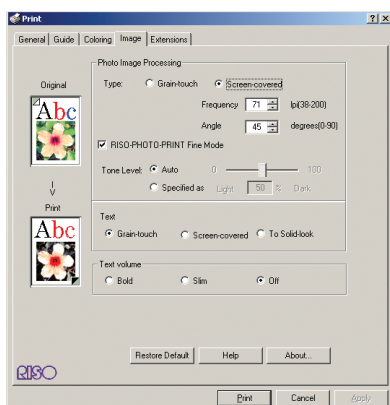 Print
General Guide Coloring Image Extensions
Photo Image Processing
Original
Type: Grain-touch Screen-covered
Frequency 71 lpi(38-200)
Angle 45 degrees(0-90)
Abc
RISO-PHOTO-PRINT Fine Mode
Tone Level: Auto 0 100
Specified as Light 50 % Dark
Print
Text
Abc
Grain-touch Screen-covered To Solid-look
Text volume
Bold Slim Off
Restore Default Help About...
RISO
Print Cancel Apply